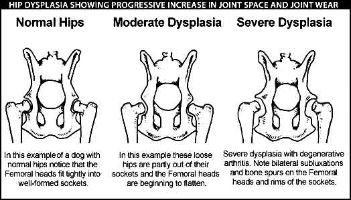 HIP DYSPLASIA SHOWING PROGRESSIVE INCREASE IN JOINT SPACE AND JOINT WEAR
Normal Hips
Moderate Dysplasia
Severe Dysplasia
In this example of a dog with
normal hips notice that the
Femoral heads fit tightly into
well-formed sockets.
In this example these loose
hips are partly out of their
sockets and the Femoral heads
are beginning to flatten.
Severe dysplasia with degenerative
arthritis. Note bilateral subluxations
and bone spurs on the Femoral
heads and rims of the sockets.